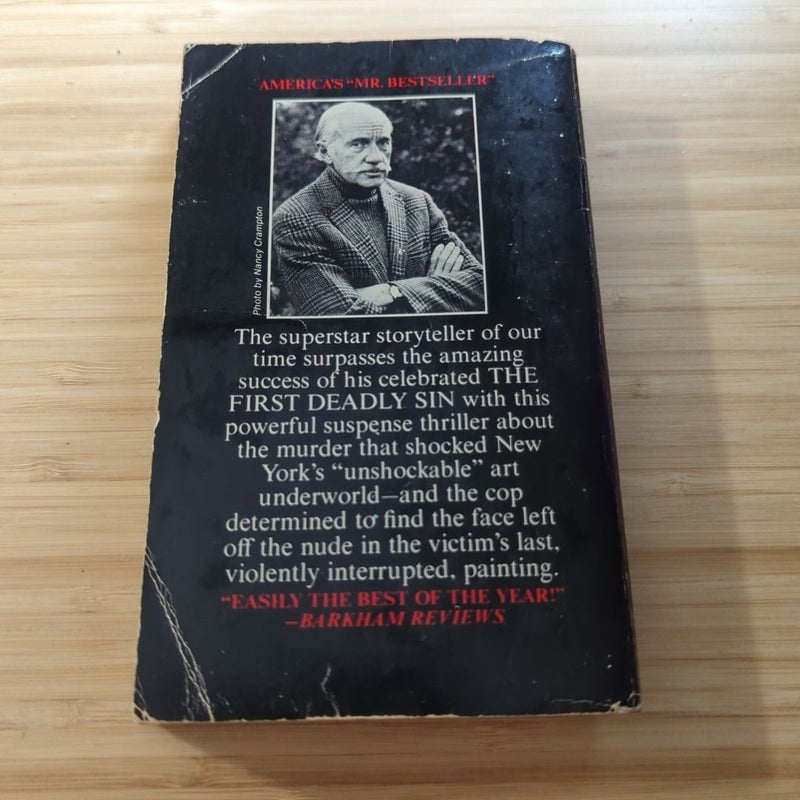 AMERICA'S "MR. BESTSELLER"
Photo by Nancy Crampton
The superstar storyteller of our
time surpasses the amazing
success of his celebrated THE
FIRST DEADLY SIN with this
powerful suspense thriller about
the murder that shocked New
York's "unshockable" art
underworld—and the cop
determined to find the face left
off the nude in the victim's last,
violently interrupted, painting.
"EASILY THE BEST OF THE YEAR!"
—BARKHAM REVIEWS